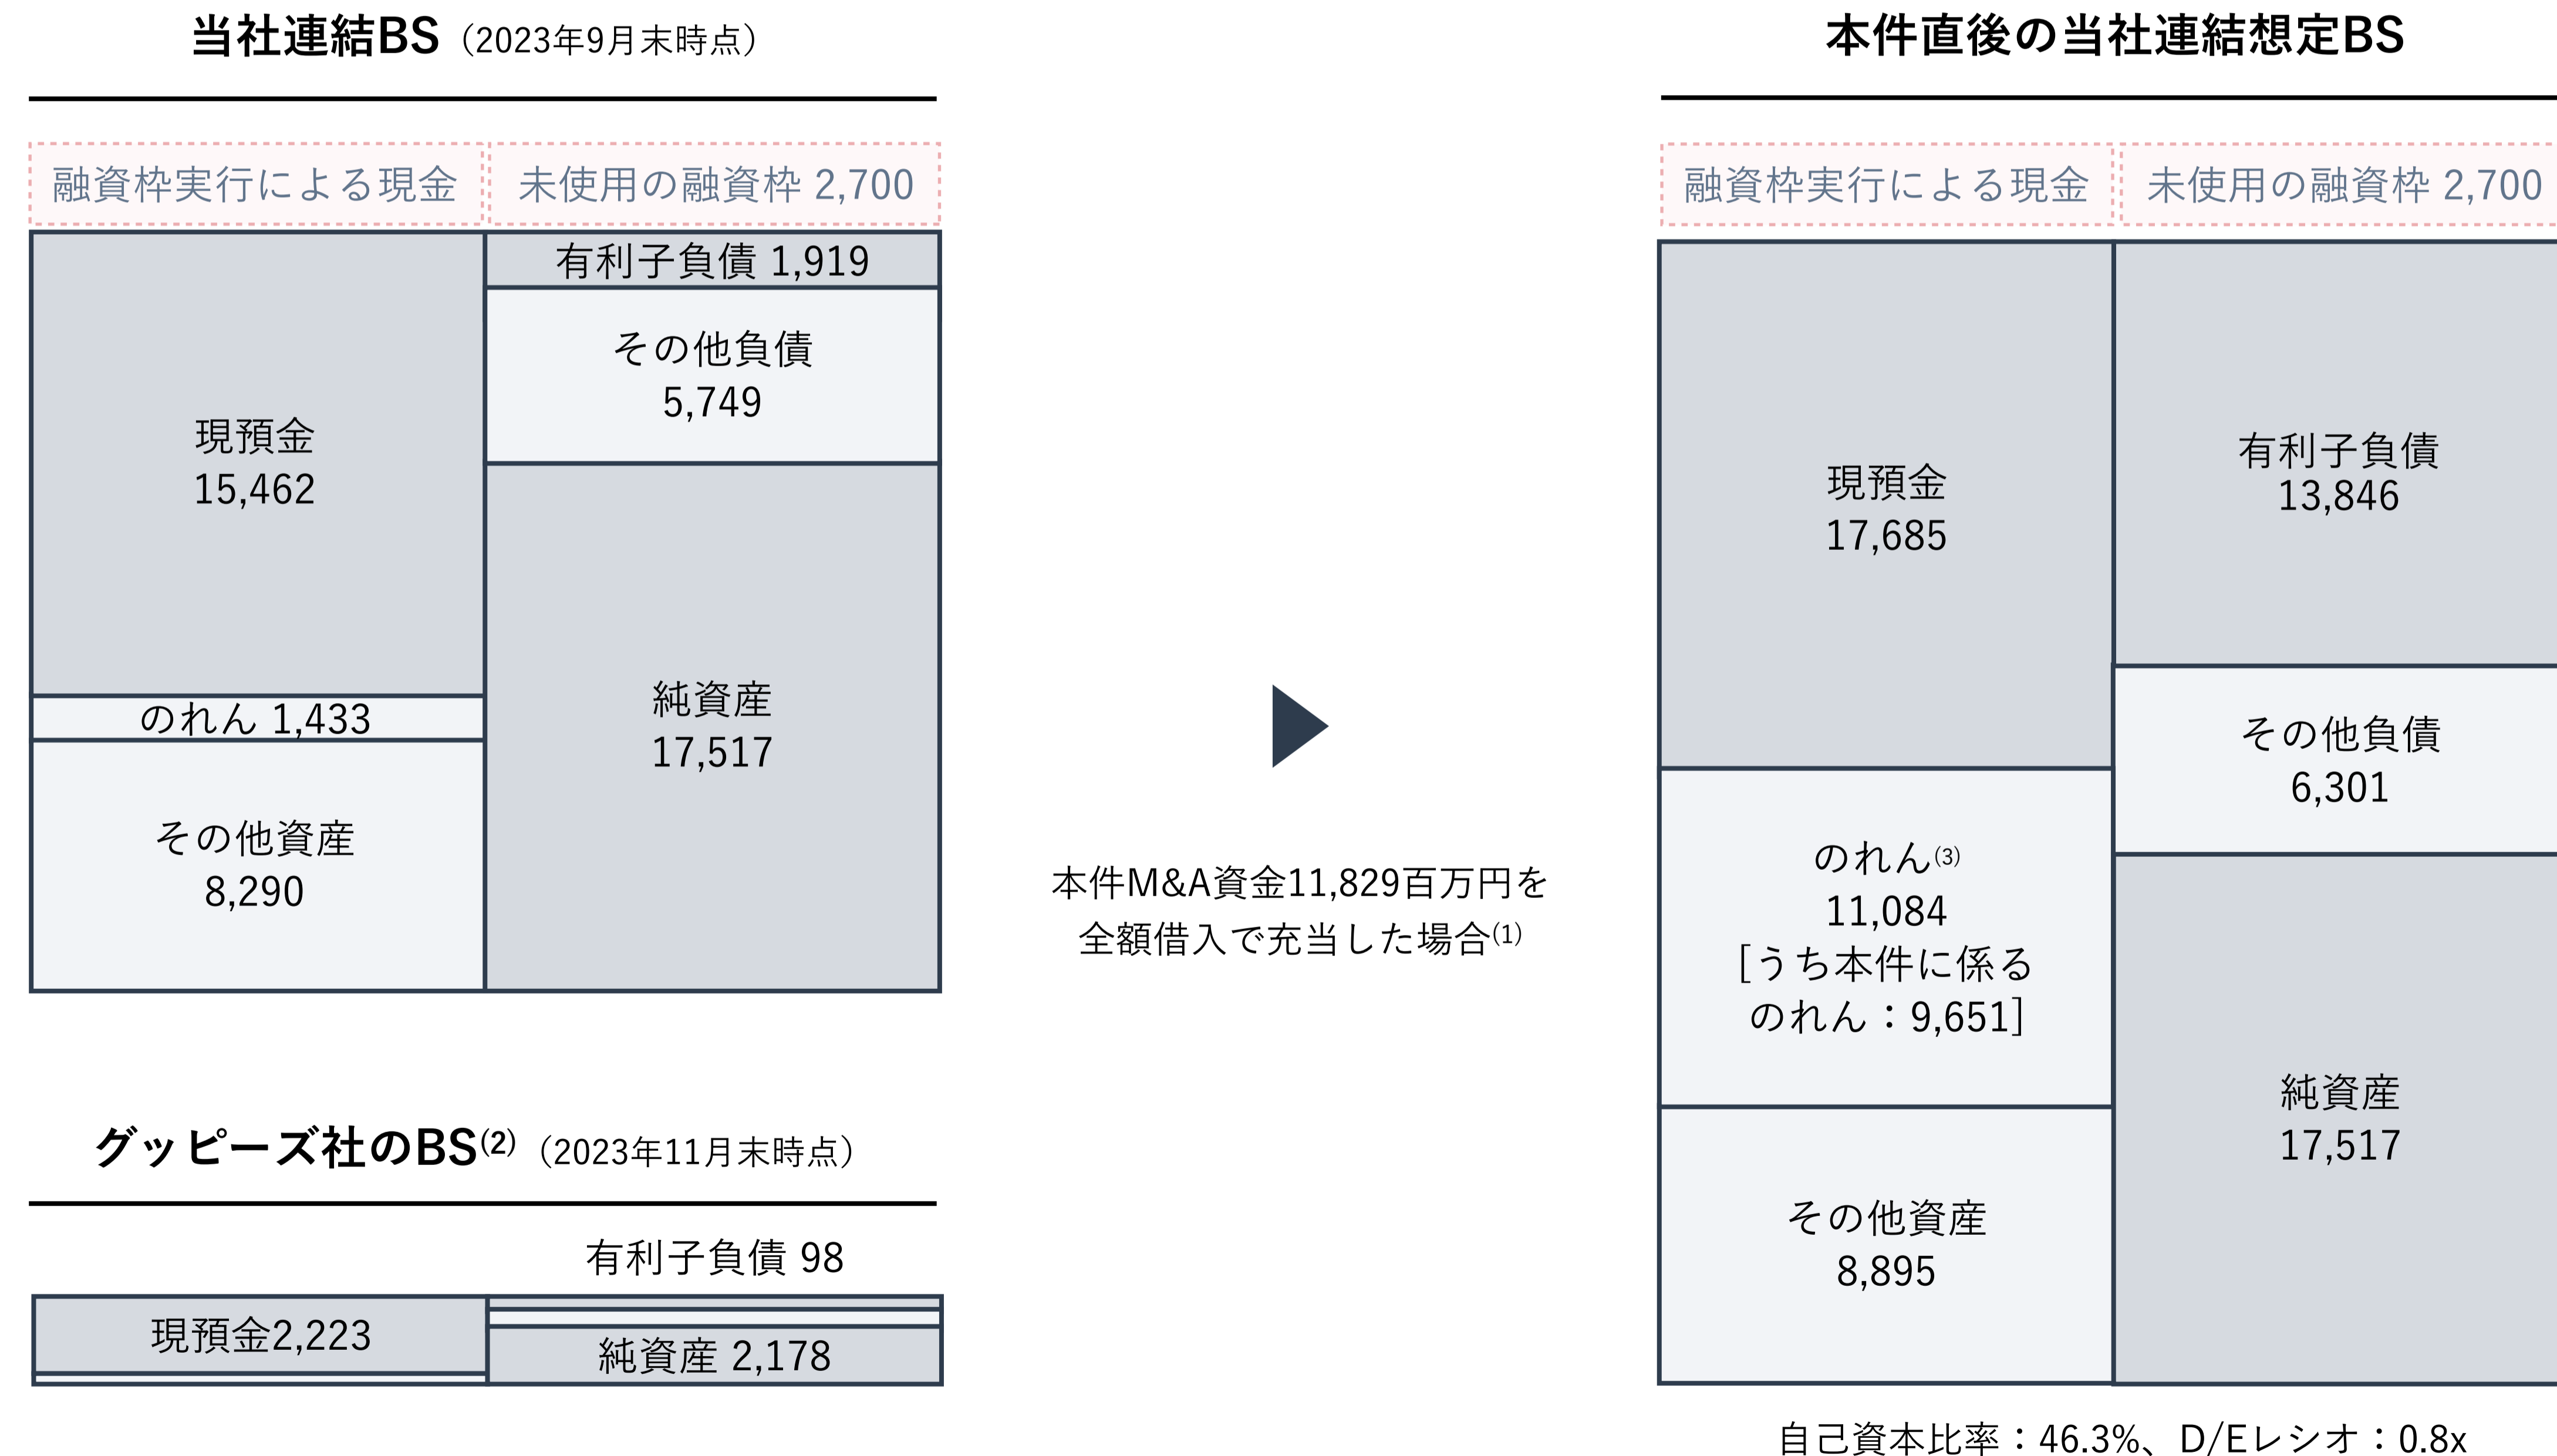 当社連結BS（2023年9月末時点）
融資枠実行による現金
未使用の融資枠 2,700
現預金
15,462
のれん 1,433
その他資産
8,290
有利子負債 1,919
その他負債
5,749
純資産
17,517
グッピーズ社のBS(2)（2023年11月末時点）
有利子負債 98
現預金2,223
純資産 2,178
本件M&A資金11,829百万円を
全額借入で充当した場合(1)
本件直後の当社連結想定BS
融資枠実行による現金
未使用の融資枠 2,700
現預金
17,685
のれん(3)
11,084
[うち本件に係る
のれん：9,651]
その他資産
8,895
有利子負債
13,846
その他負債
6,301
純資産
17,517
自己資本比率：46.3%、D/Eレシオ：0.8x